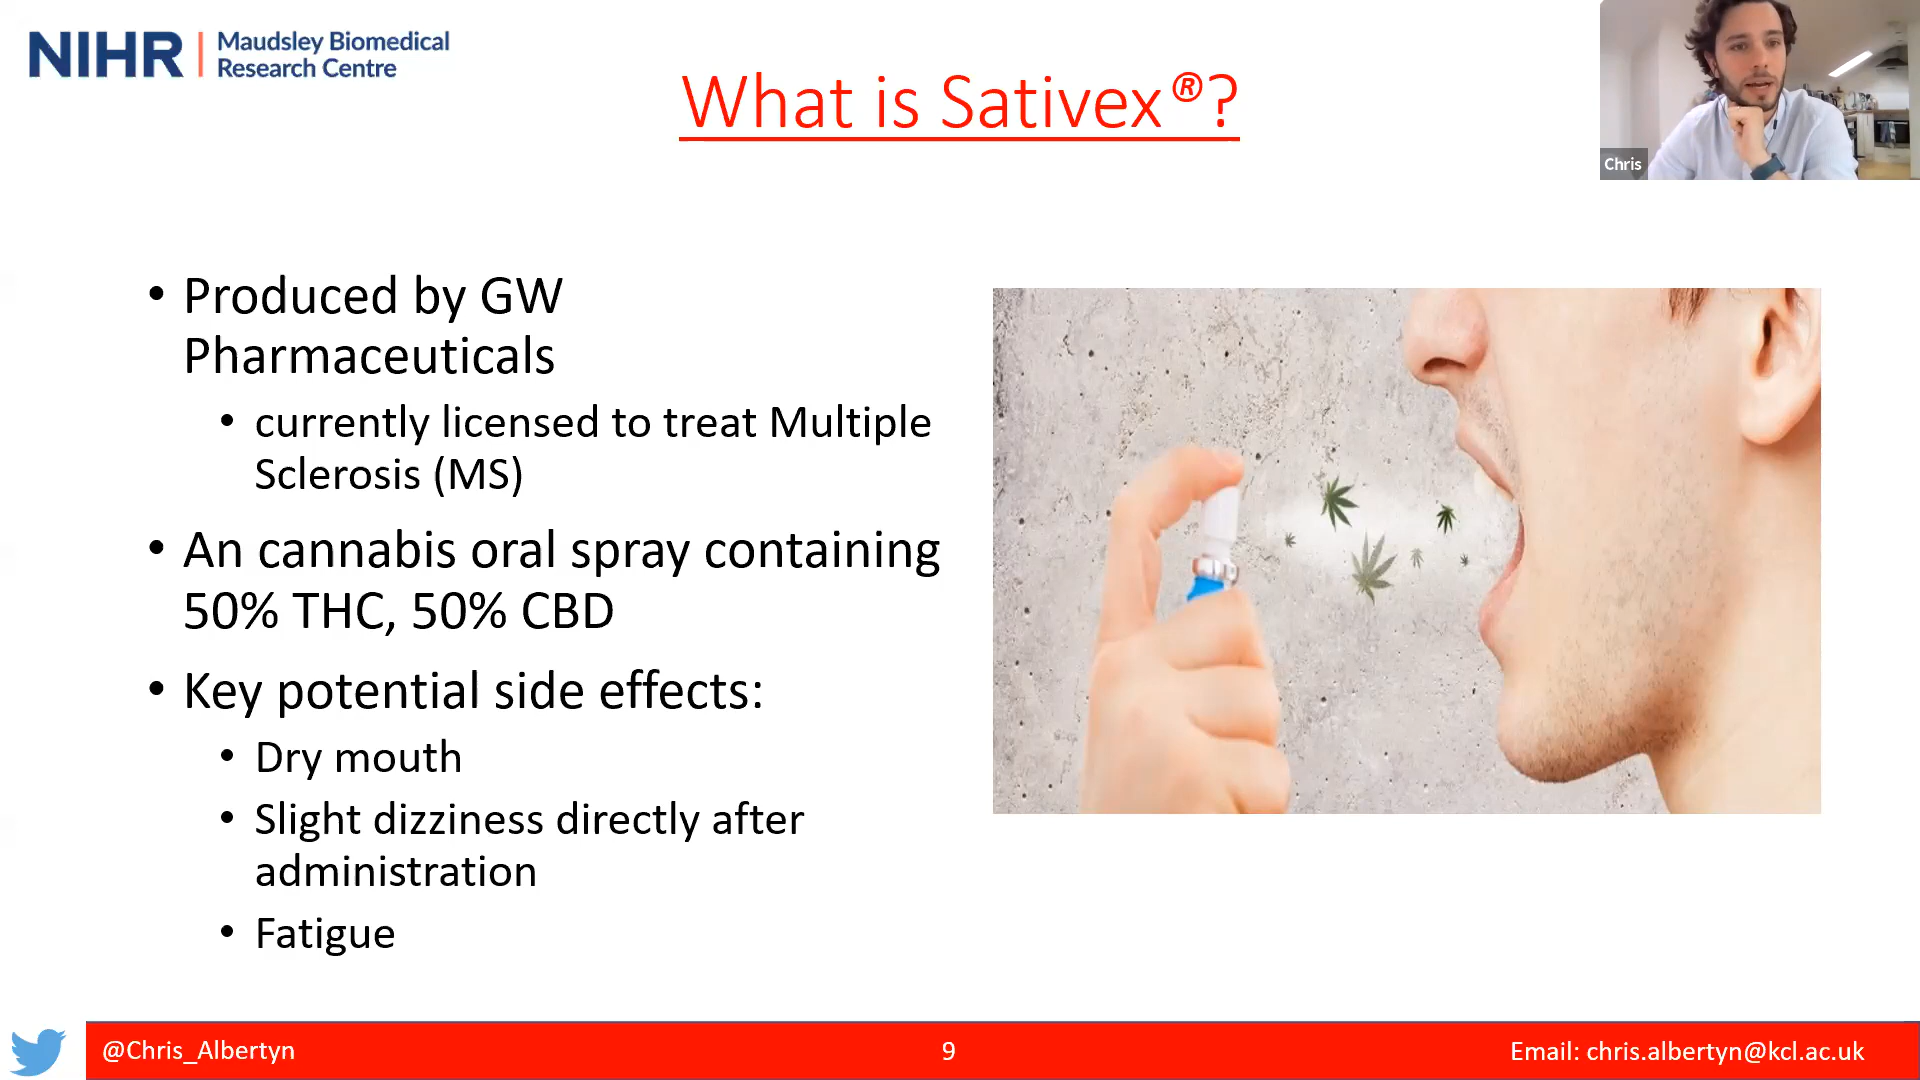 NIHR | Maudsley Biomedical
Research Centre
What is Sativex®?
Chris
• Produced by GW
Pharmaceuticals
• currently licensed to treat Multiple
Sclerosis (MS)
• An cannabis oral spray containing
50% THC, 50% CBD
• Key potential side effects:
• Dry mouth
• Slight dizziness directly after
administration
• Fatigue
@Chris_Albertyn
9
Email: chris.albertyn@kcl.ac.uk